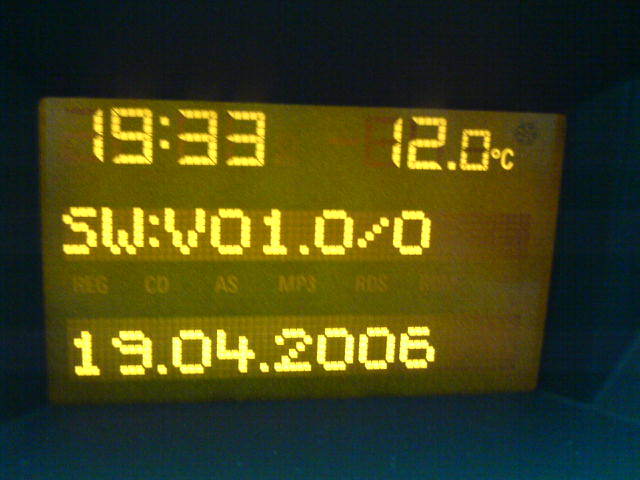 19:33 12.0°C
SW:V01.0/0
REG CD AS MP3 RDS
19.04.2006